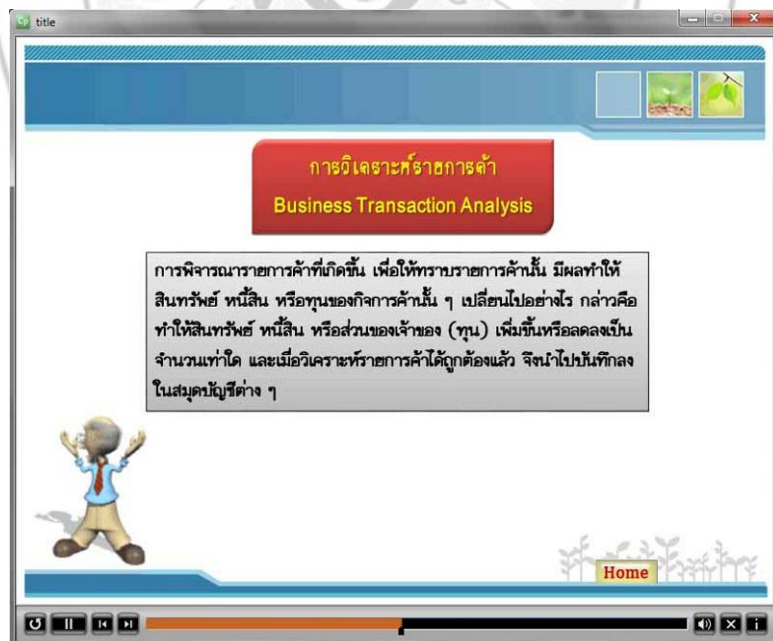 title
การวิเคราะห์รายการค้า
Business Transaction Analysis
การพิจารณารายการค้าที่เกิดขึ้น เพื่อให้ทราบรายการค้านั้น มีผลทำให้
สินทรัพย์ หนี้สิน หรือทุนของกิจการค้านั้น ๆ เปลี่ยนไปอย่างไร กล่าวคือ
ทำให้สินทรัพย์ หนี้สิน หรือส่วนของเจ้าของ (ทุน) เพิ่มขึ้นหรือลดลงเป็น
จำนวนเท่าใด และเมื่อวิเคราะห์รายการค้าได้ถูกต้องแล้ว จึงนำไปบันทึกลง
ในสมุดบัญชีต่าง ๆ
Home